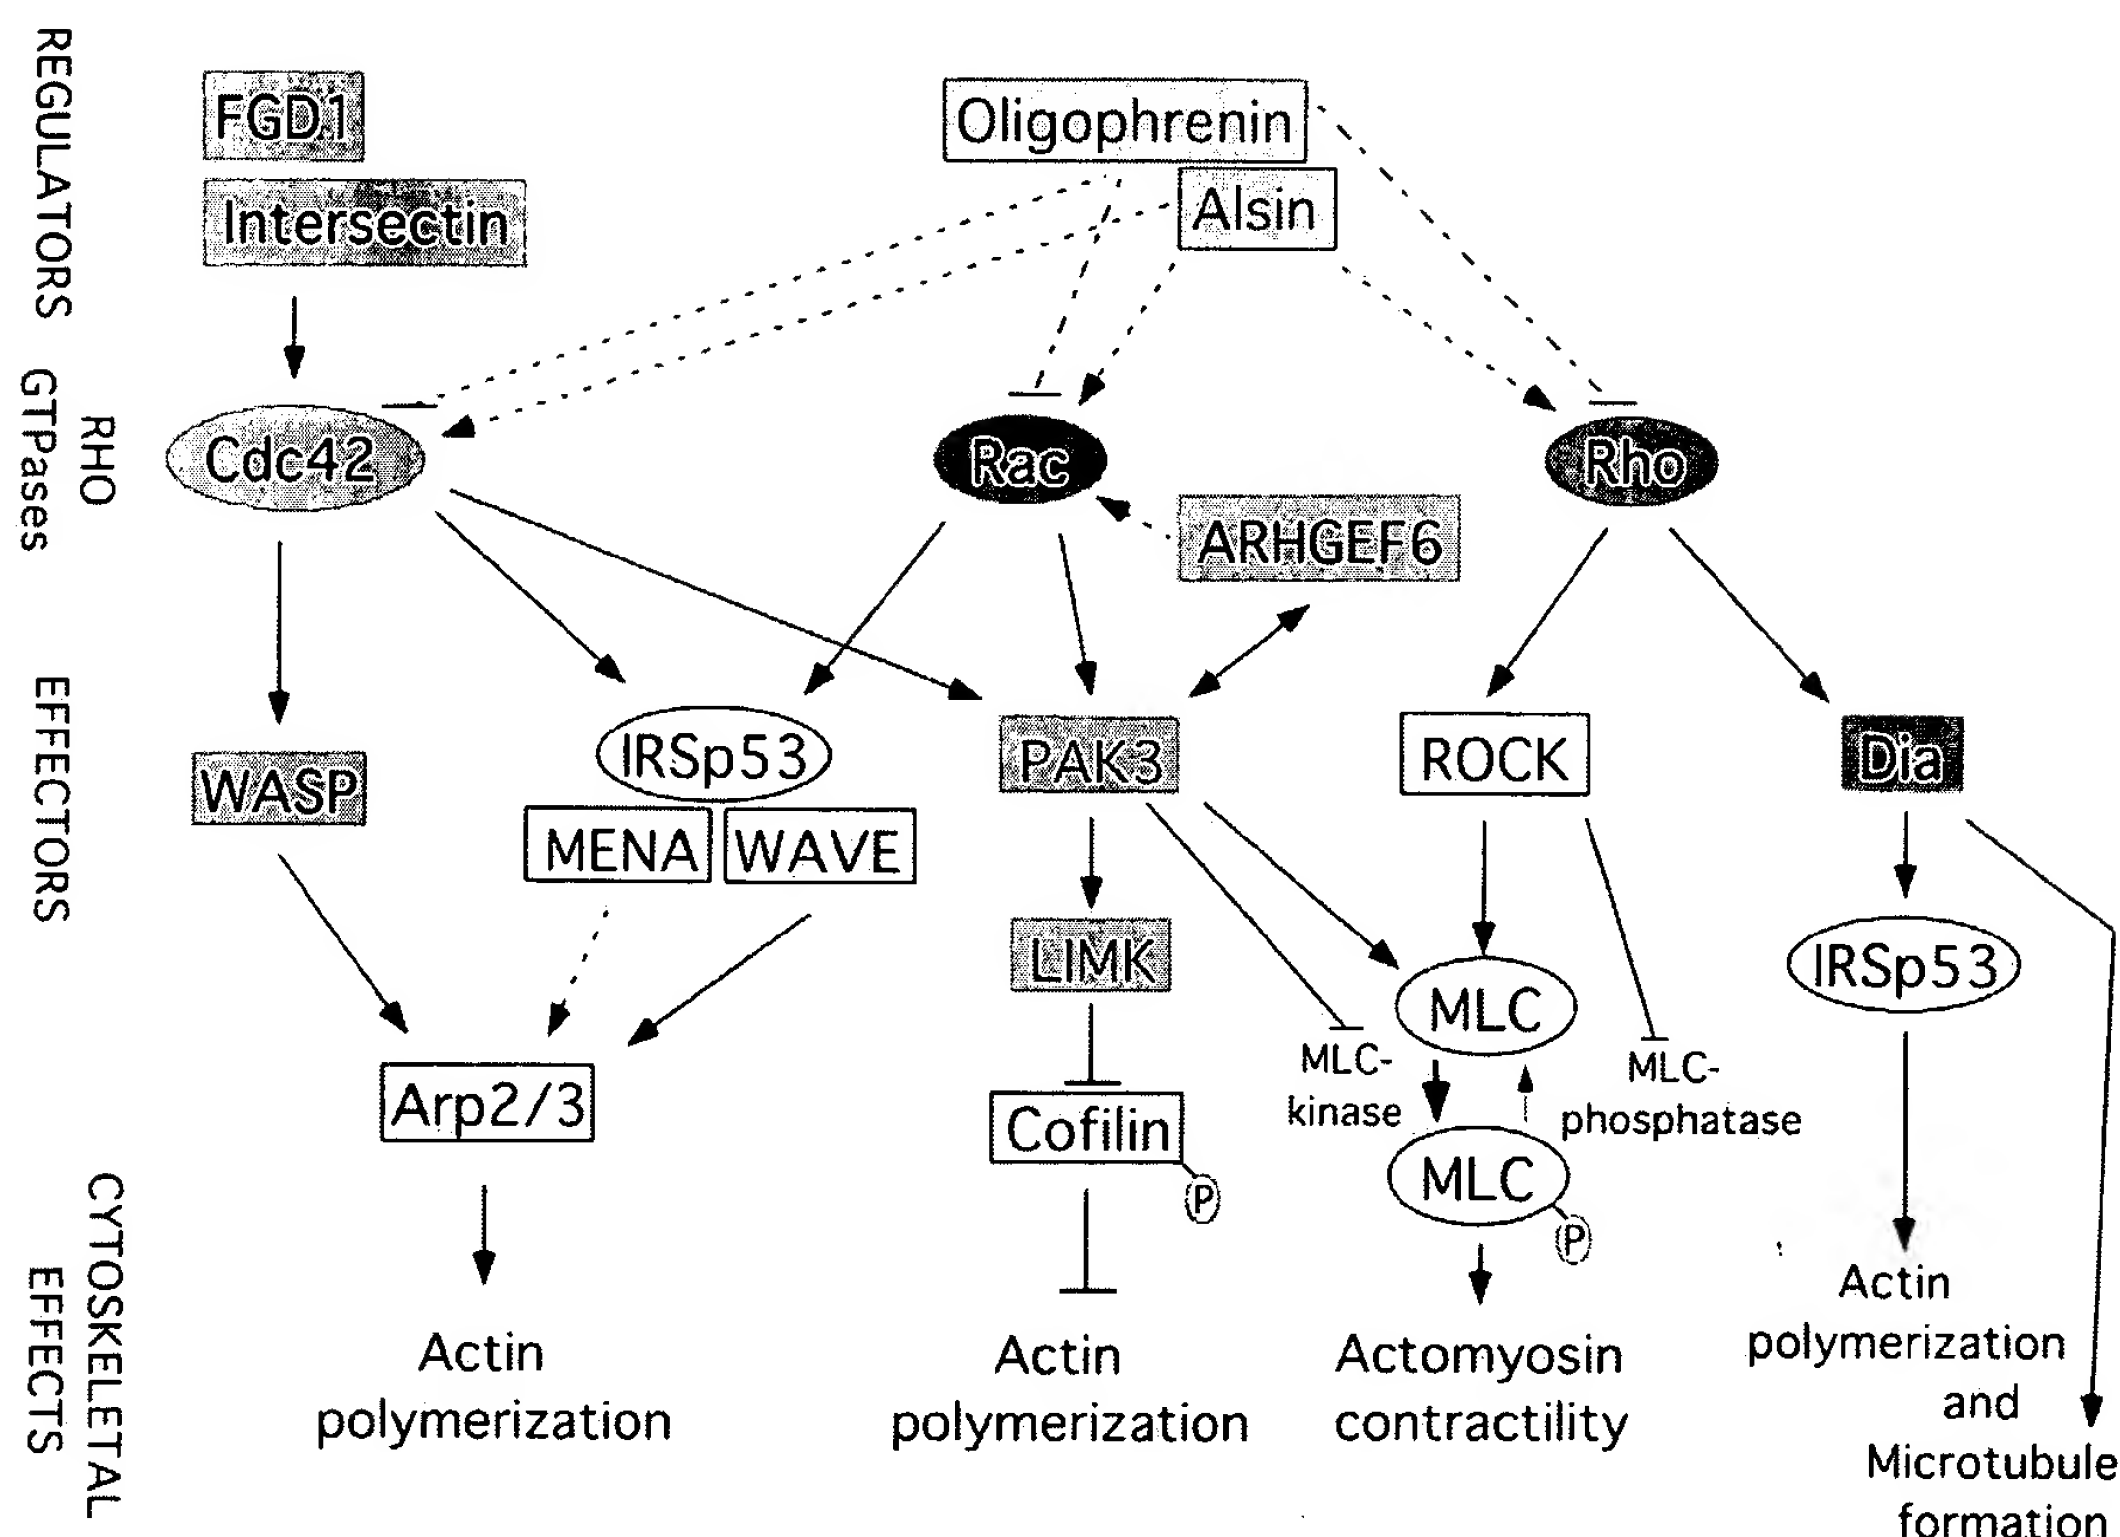 REGULATORS
RHO
GTPases
EFFECTORS
CYTOSKELETAL
EFFECTS
FGD1
Intersectin
Oligophrenin
Alsin
Cdc42
Rac
Rho
ARHGEF6
WASP
IRSp53
MENA
WAVE
PAK3
ROCK
Dia
LIMK
MLC
IRSp53
MLC-
kinase
MLC-
phosphatase
Arp2/3
Cofilin
P
MLC
P
Actin
polymerization
Actin
polymerization
Actomyosin
contractility
Actin
polymerization
and
Microtubule
formation